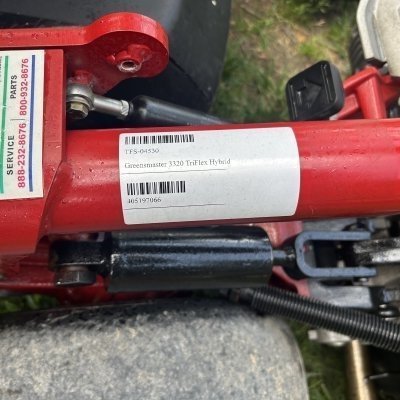 SERVICE
888-232-8676
PARTS
800-932-8676
TFS-04530
Greensmaster 3320 TriFlex Hybrid
405197066